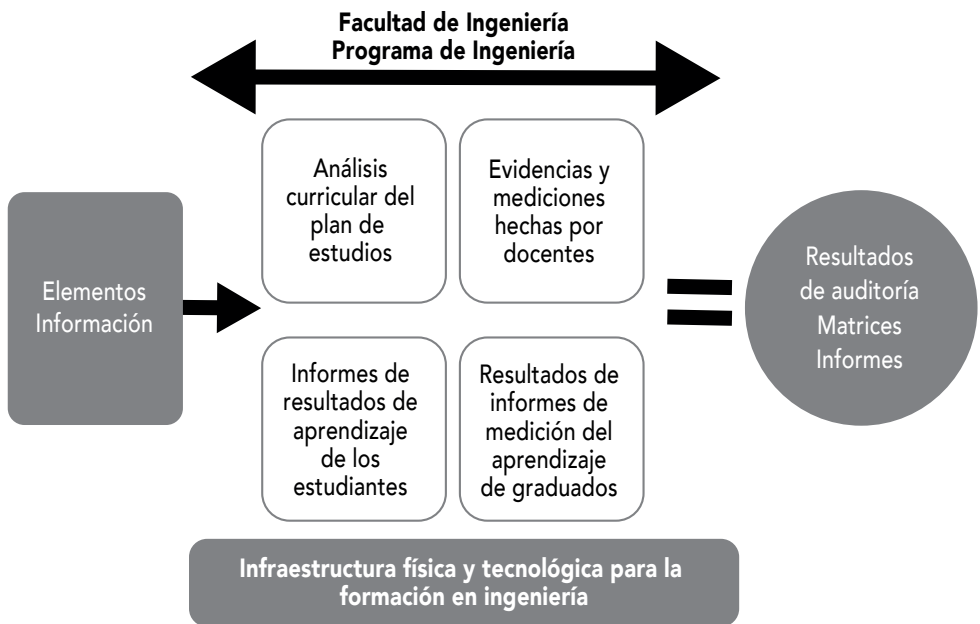 Facultad de Ingeniería
Programa de Ingeniería
Elementos
Información
Análisis
curricular del
plan de
estudios
Evidencias y
mediciones
hechas por
docentes
Informes de
resultados de
aprendizaje
de los
estudiantes
Resultados de
informes de
medición del
aprendizaje
de graduados
Resultados
de auditoría
Matrices
Informes
Infraestructura física y tecnológica para la
formación en ingeniería